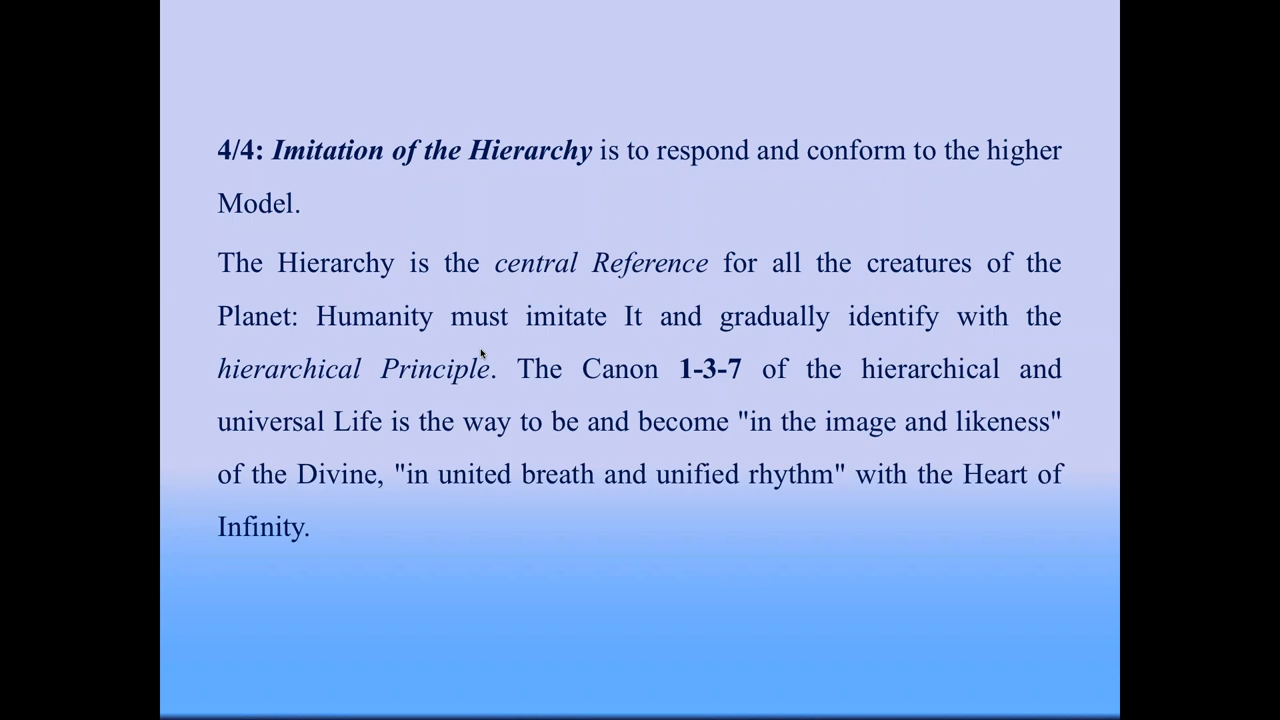 4/4: Imitation of the Hierarchy is to respond and conform to the higher
Model.
The Hierarchy is the central Reference for all the creatures of the
Planet: Humanity must imitate It and gradually identify with the
hierarchical Principle. The Canon 1-3-7 of the hierarchical and
universal Life is the way to be and become "in the image and likeness"
of the Divine, "in united breath and unified rhythm" with the Heart of
Infinity.